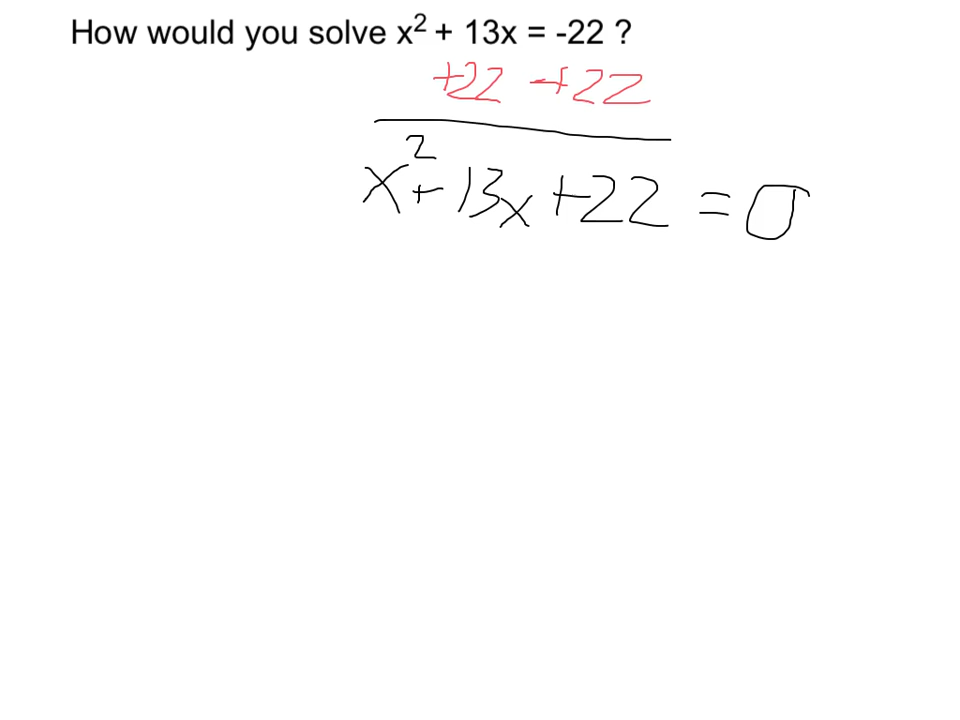 How would you solve x² + 13x = -22 ?
+22 +22
x² + 13x + 22 = 0